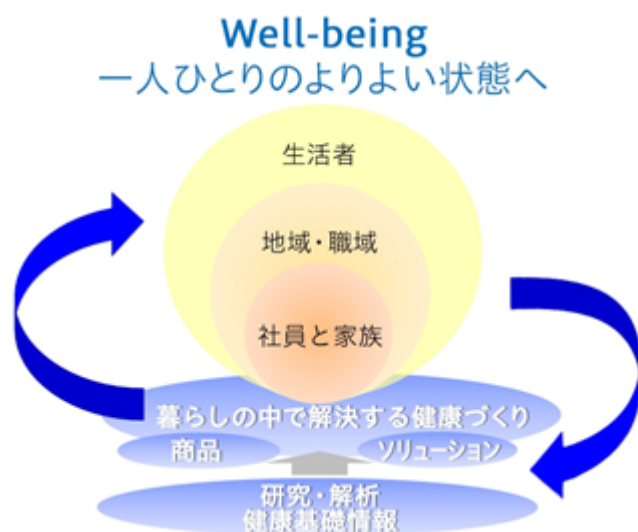 Well-being
一人ひとりのよりよい状態へ
生活者
地域・職域
社員と家族
暮らしの中で解決する健康づくり
商品
ソリューション
研究・解析
健康基礎情報